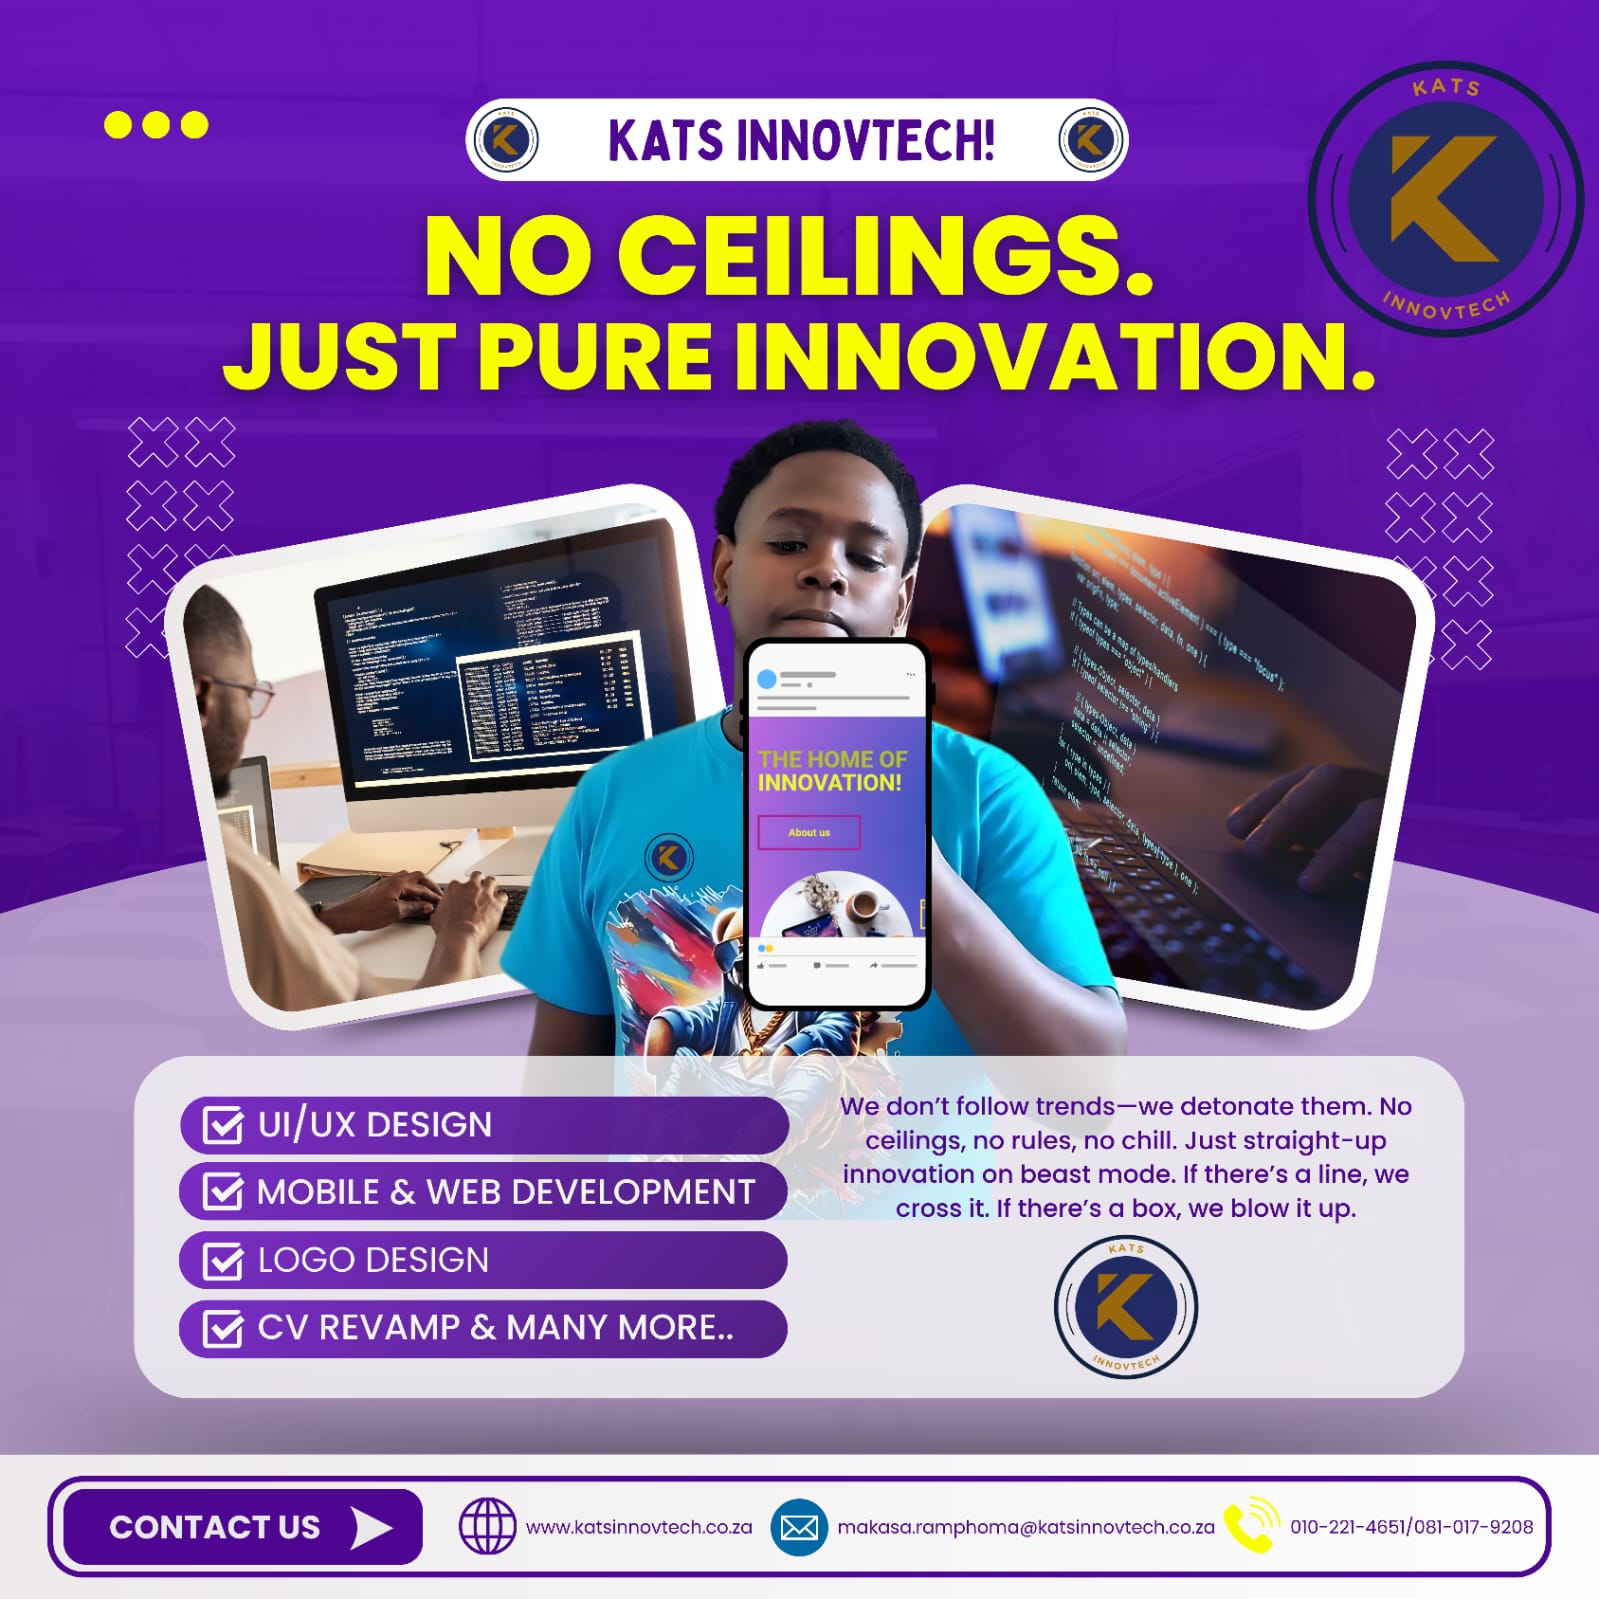 KATS INNOVTECH!
KATS
INNOVTECH
NO CEILINGS.
JUST PURE INNOVATION.
THE HOME OF
INNOVATION!
About us
UI/UX DESIGN
MOBILE & WEB DEVELOPMENT
LOGO DESIGN
CV REVAMP & MANY MORE..
We don't follow trends—we detonate them. No
ceilings, no rules, no chill. Just straight-up
innovation on beast mode. If there's a line, we
cross it. If there's a box, we blow it up.
KATS
INNOVTECH
CONTACT US
www.katsinnovtech.co.za
makasa.ramphoma@katsinnovtech.co.za
010-221-4651/081-017-9208